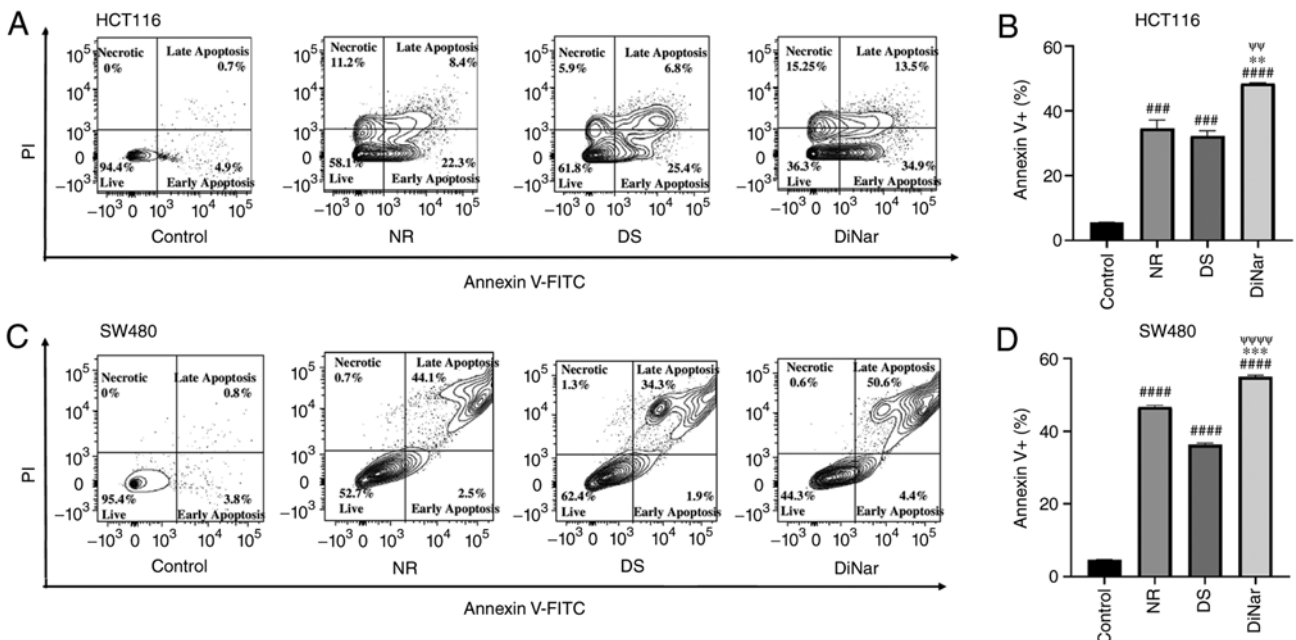 A
HCT116
PI
10⁵
10⁴
10³
0
−10³
Necrotic
0%
Late Apoptosis
0.7%
94.4%
Live
4.9%
Early Apoptosis
−10³ 0 10³ 10⁴ 10⁵
Control
10⁵
10⁴
10³
0
−10³
Necrotic
11.2%
Late Apoptosis
8.4%
58.1%
Live
22.3%
Early Apoptosis
−10³ 0 10³ 10⁴ 10⁵
NR
10⁵
10⁴
10³
0
−10³
Necrotic
5.9%
Late Apoptosis
6.8%
61.8%
Live
25.4%
Early Apoptosis
−10³ 0 10³ 10⁴ 10⁵
DS
10⁵
10⁴
10³
0
−10³
Necrotic
15.25%
Late Apoptosis
13.5%
36.3%
Live
34.9%
Early Apoptosis
−10³ 0 10³ 10⁴ 10⁵
DiNar
Annexin V-FITC
B
HCT116
Annexin V+ (%)
60
40
20
0
###
###
ψψ
**
####
Control
NR
DS
DiNar
C
SW480
PI
10⁵
10⁴
10³
0
−10³
Necrotic
0%
Late Apoptosis
0.8%
95.4%
Live
3.8%
Early Apoptosis
−10³ 0 10³ 10⁴ 10⁵
Control
10⁵
10⁴
10³
0
−10³
Necrotic
0.7%
Late Apoptosis
44.1%
52.7%
Live
2.5%
Early Apoptosis
−10³ 0 10³ 10⁴ 10⁵
NR
10⁵
10⁴
10³
0
−10³
Necrotic
1.3%
Late Apoptosis
34.3%
62.4%
Live
1.9%
Early Apoptosis
−10³ 0 10³ 10⁴ 10⁵
DS
10⁵
10⁴
10³
0
−10³
Necrotic
0.6%
Late Apoptosis
50.6%
44.3%
Live
4.4%
Early Apoptosis
−10³ 0 10³ 10⁴ 10⁵
DiNar
Annexin V-FITC
D
SW480
Annexin V+ (%)
60
40
20
0
####
####
ψψψψ
***
####
Control
NR
DS
DiNar